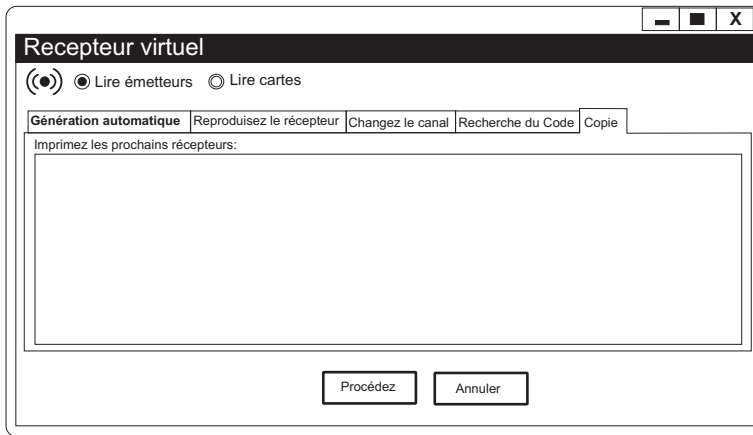 X
Recepteur virtuel
Lire émetteurs Lire cartes
Génération automatique Reproduisez le récepteur Changez le canal Recherche du Code Copie
Imprimez les prochains récepteurs:
Procédez Annuler